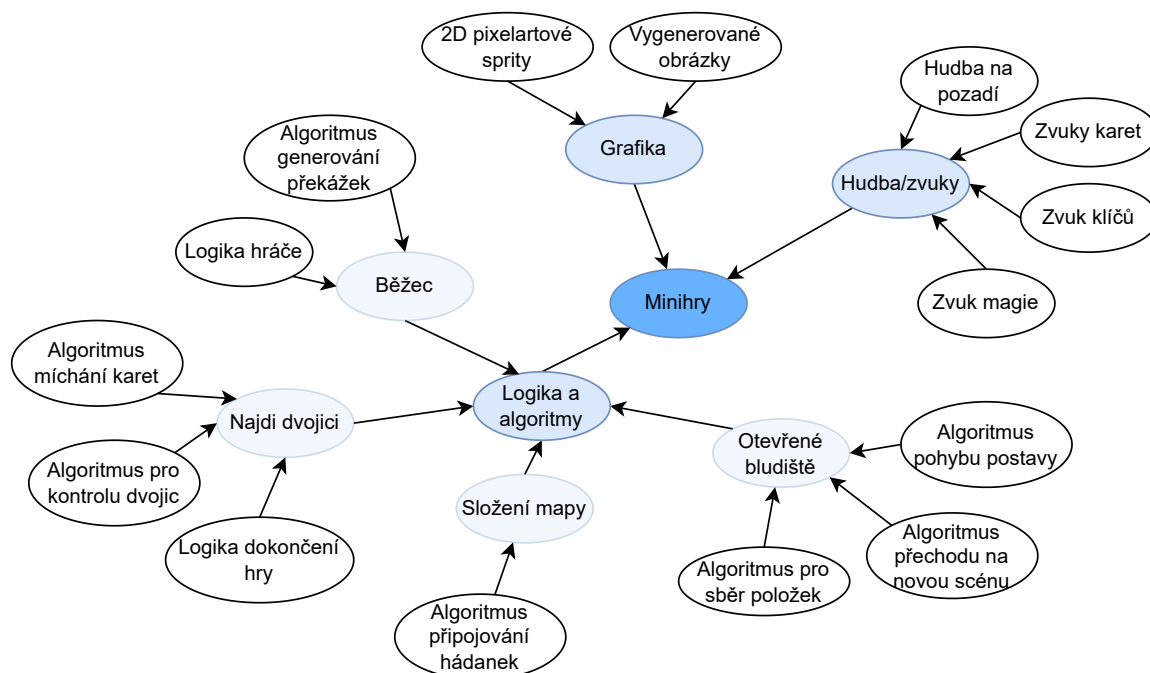 2D pixelartové
sprity
Vygenerované
obrázky
Hudba na
pozadí
Algoritmus
generování
překážek
Grafika
Zvuky karet
Hudba/zvuky
Zvuk klíčů
Logika hráče
Běžec
Minihry
Zvuk magie
Algoritmus
míchání karet
Logika a
algoritmy
Najdi dvojici
Otevřené
bludiště
Algoritmus
pohybu postavy
Algoritmus pro
kontrolu dvojic
Složení mapy
Logika dokončení
hry
Algoritmus pro
sběr položek
Algoritmus
přechodu na
novou scénu
Algoritmus
připojování
hádanek